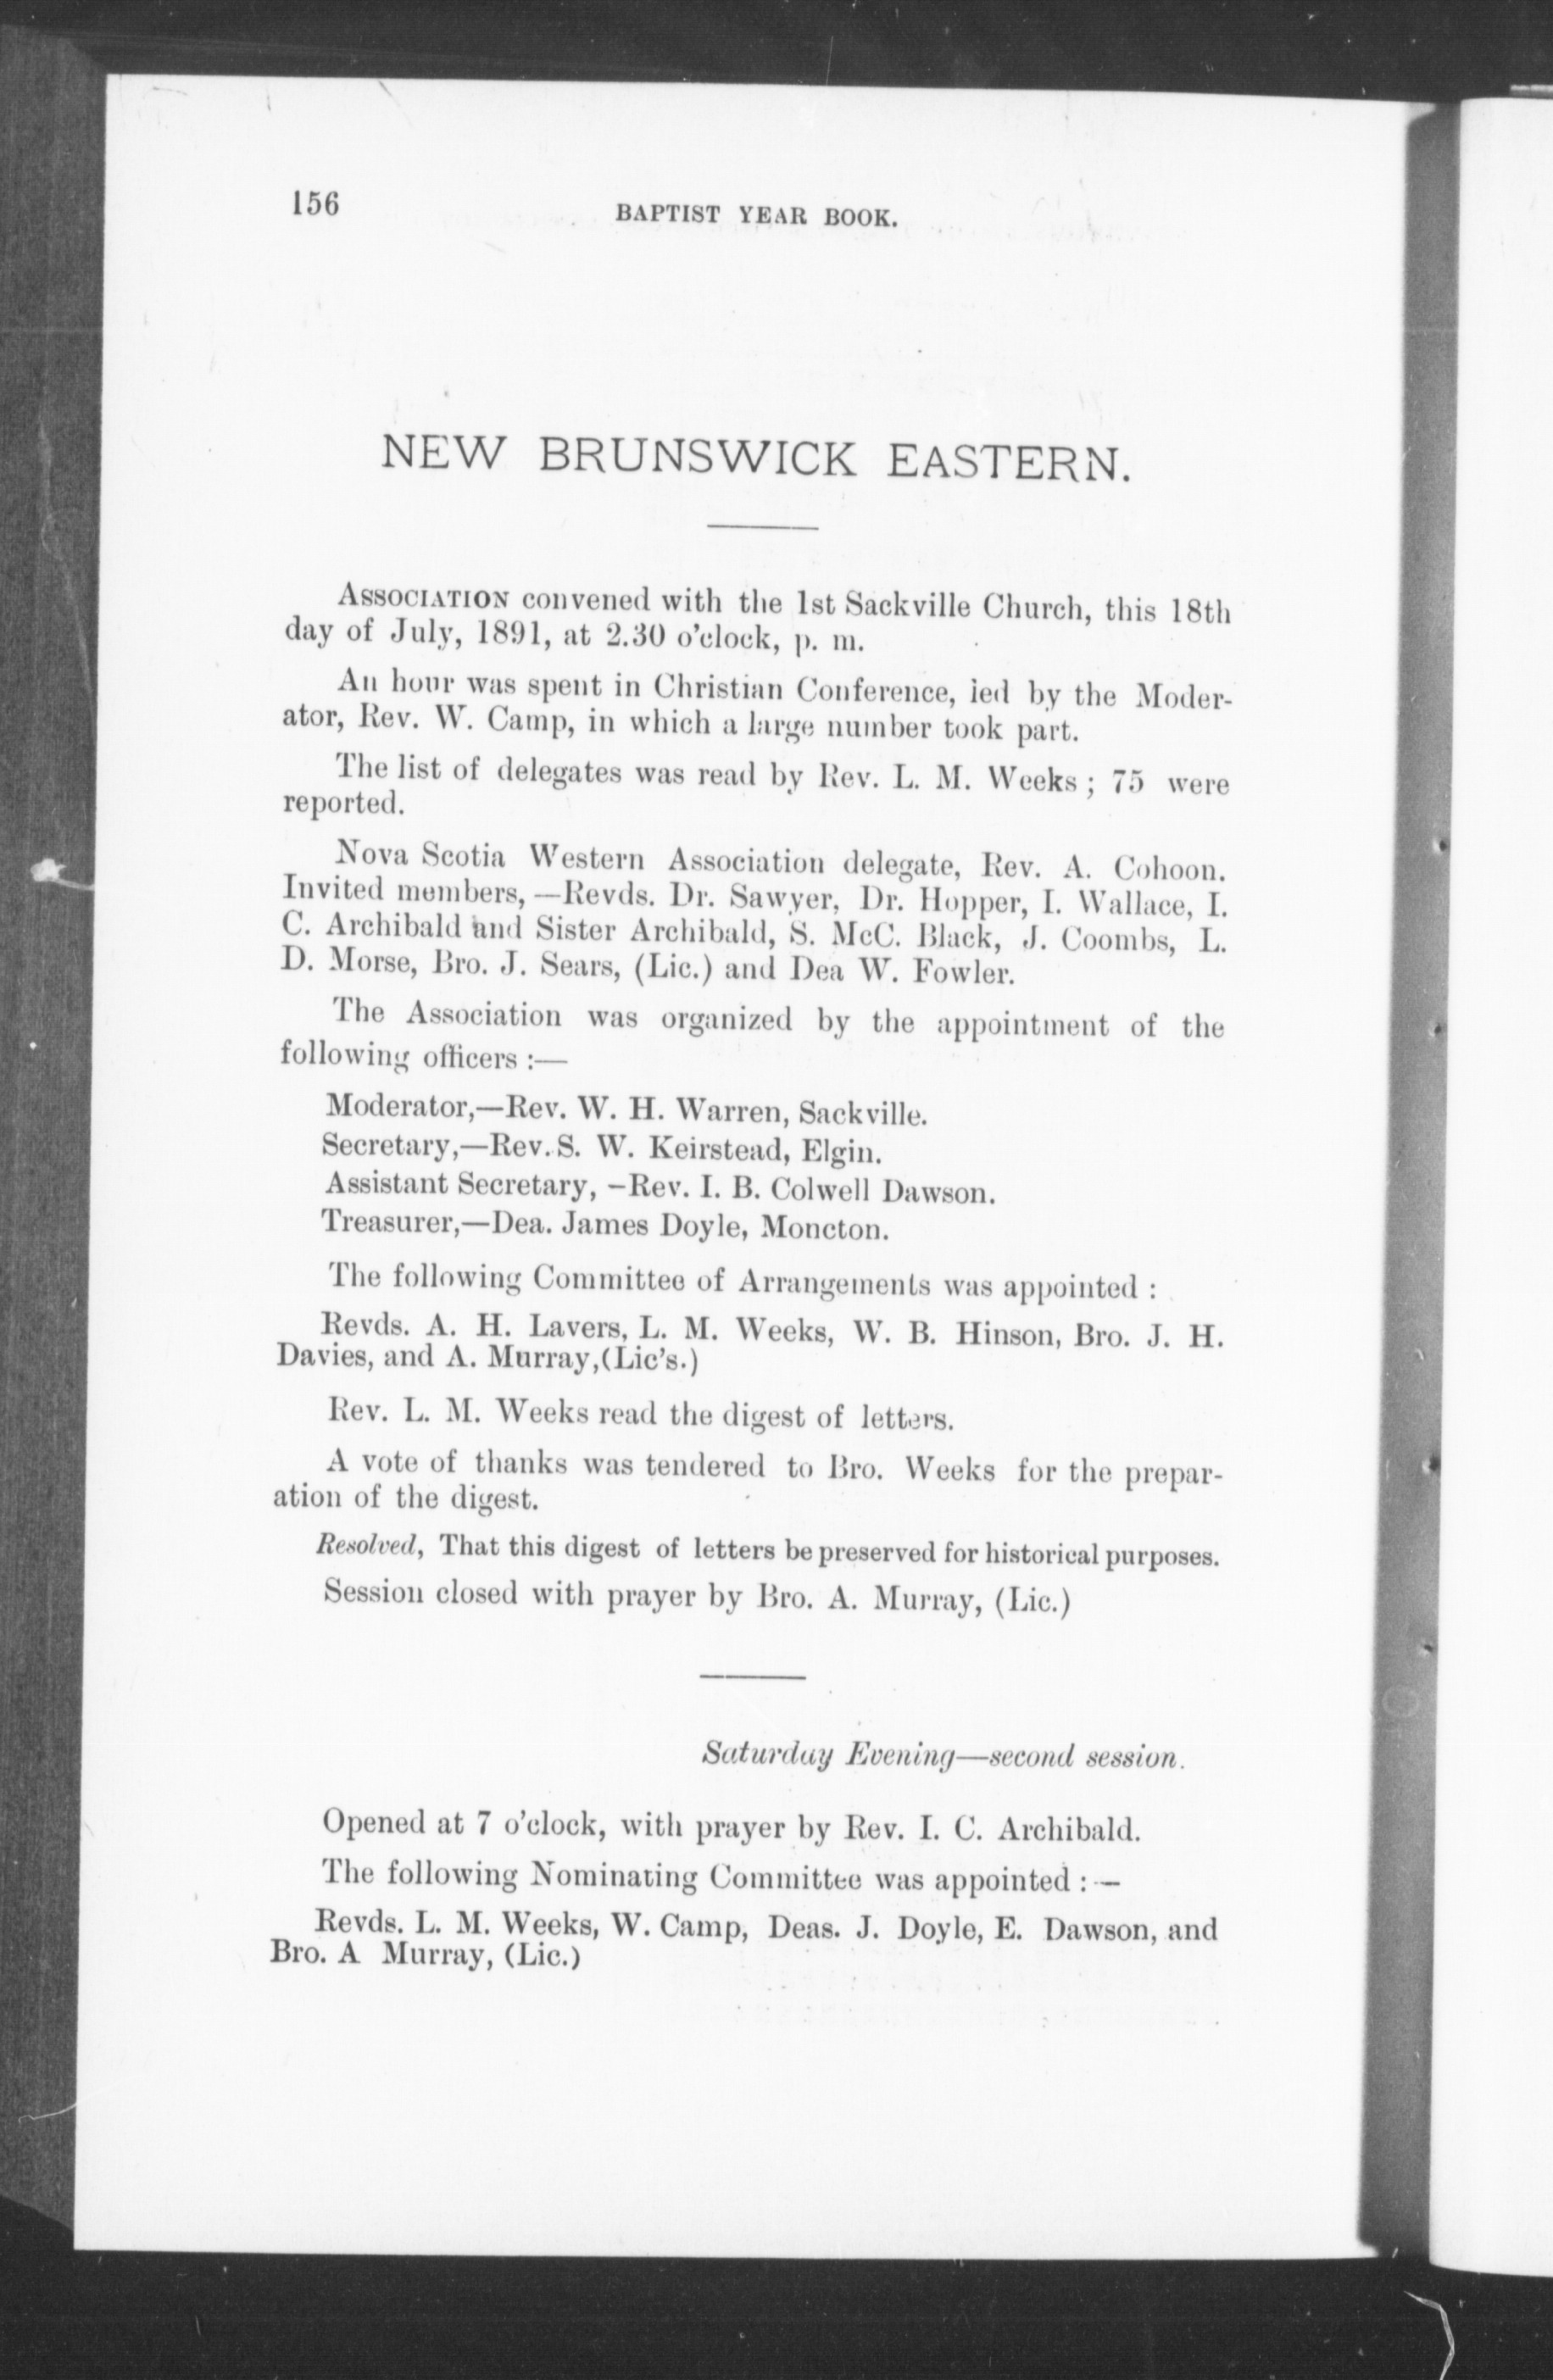 156
BAPTIST YEAR BOOK.
NEW BRUNSWICK EASTERN.
ASSOCIATION convened with the 1st Sackville Church, this 18th
day of July, 1891, at 2.30 o'clock, p. m.
An hour was spent in Christian Conference, ied by the Moder-
ator, Rev. W. Camp, in which a large number took part.
The list of delegates was read by Rev. L. M. Weeks ; 75 were
reported.
Nova Scotia Western Association delegate, Rev. A. Cohoon.
Invited members, —Revds. Dr. Sawyer, Dr. Hopper, I. Wallace, I.
C. Archibald and Sister Archibald, S. McC. Black, J. Coombs, L.
D. Morse, Bro. J. Sears, (Lic.) and Dea W. Fowler.
The Association was organized by the appointment of the
following officers :—
Moderator,—Rev. W. H. Warren, Sackville.
Secretary,—Rev. S. W. Keirstead, Elgin.
Assistant Secretary, –Rev. I. B. Colwell Dawson.
Treasurer,—Dea. James Doyle, Moncton.
The following Committee of Arrangements was appointed :
Revds. A. H. Lavers, L. M. Weeks, W. B. Hinson, Bro. J. H.
Davies, and A. Murray,(Lic's.)
Rev. L. M. Weeks read the digest of letters.
A vote of thanks was tendered to Bro. Weeks for the prepar-
ation of the digest.
Resolved, That this digest of letters be preserved for historical purposes.
Session closed with prayer by Bro. A. Murray, (Lic.)
Saturday Evening—second session.
Opened at 7 o'clock, with prayer by Rev. I. C. Archibald.
The following Nominating Committee was appointed : —
Revds. L. M. Weeks, W. Camp, Deas. J. Doyle, E. Dawson, and
Bro. A Murray, (Lic.)